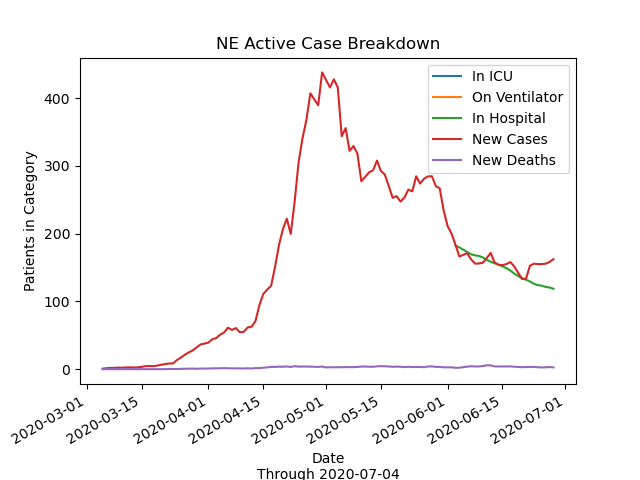 NE Active Case Breakdown
In ICU
On Ventilator
In Hospital
New Cases
New Deaths
Patients in Category
400
300
200
100
0
2020-03-01
2020-03-15
2020-04-01
2020-04-15
2020-05-01
2020-05-15
2020-06-01
2020-06-15
2020-07-01
Date
Through 2020-07-04